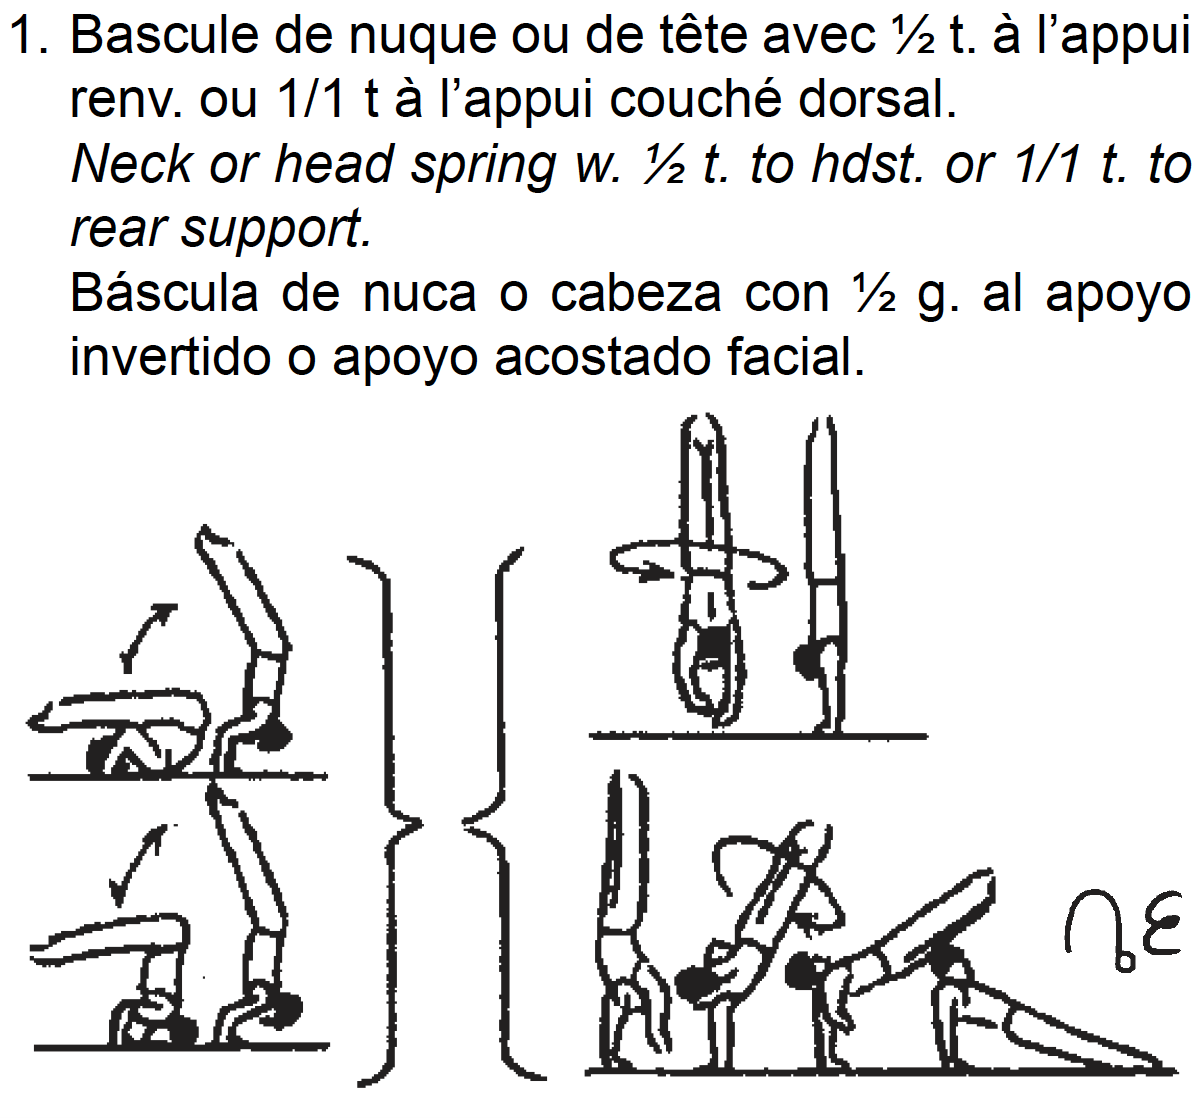 1. Bascule de nuque ou de tête avec ½ t. à l’appui
renv. ou 1/1 t à l’appui couché dorsal.
Neck or head spring w. ½ t. to hdst. or 1/1 t. to
rear support.
Báscula de nuca o cabeza con ½ g. al apoyo
invertido o apoyo acostado facial.